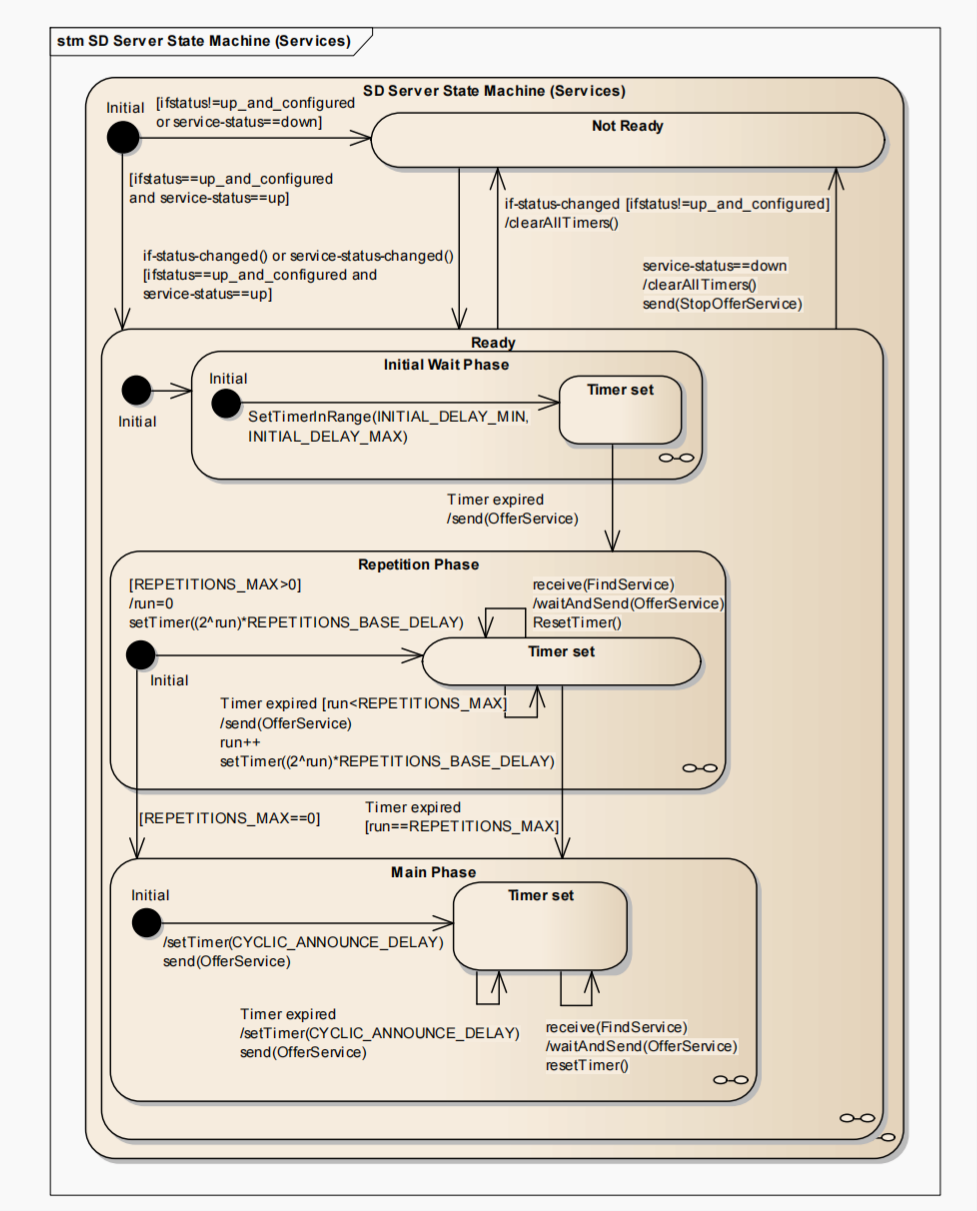 stm SD Server State Machine (Services)
SD Server State Machine (Services)
Initial
[ifstatus!=up_and_configured
or service-status==down]
Not Ready
[ifstatus==up_and_configured
and service-status==up]
if-status-changed [ifstatus!=up_and_configured]
/clearAllTimers()
if-status-changed() or service-status-changed()
[ifstatus==up_and_configured and
service-status==up]
service-status==down
/clearAllTimers()
send(StopOfferService)
Ready
Initial
Initial Wait Phase
Initial
SetTimerInRange(INITIAL_DELAY_MIN,
INITIAL_DELAY_MAX)
Timer set
Timer expired
/send(OfferService)
Repetition Phase
[REPETITIONS_MAX>0]
/run=0
setTimer((2^run)*REPETITIONS_BASE_DELAY)
receive(FindService)
/waitAndSend(OfferService)
ResetTimer()
Initial
Timer set
Timer expired [run<REPETITIONS_MAX]
/send(OfferService)
run++
setTimer((2^run)*REPETITIONS_BASE_DELAY)
[REPETITIONS_MAX==0]
Timer expired
[run==REPETITIONS_MAX]
Main Phase
Initial
Timer set
/setTimer(CYCLIC_ANNOUNCE_DELAY)
send(OfferService)
Timer expired
/setTimer(CYCLIC_ANNOUNCE_DELAY)
send(OfferService)
receive(FindService)
/waitAndSend(OfferService)
resetTimer()